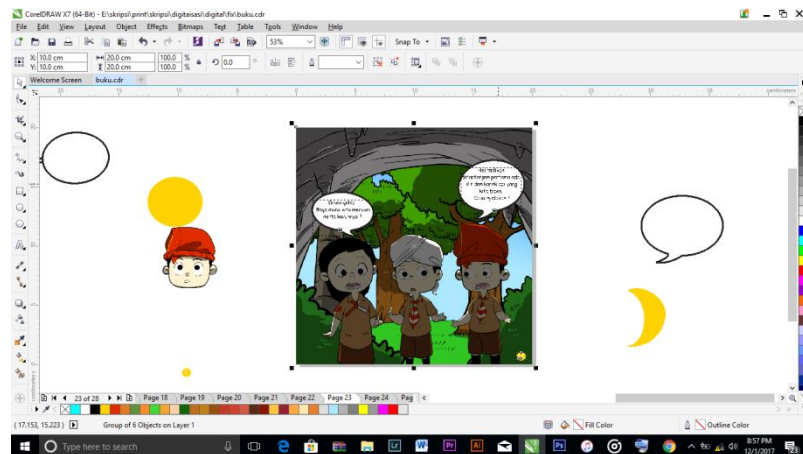 CorelDRAW X7 (64-Bit) - E:\skripsi\print\skripsi\digitaisasi\digital\fix\buku.cdr
File Edit View Layout Object Effects Bitmaps Text Table Tools Window Help
53% Snap To
X: 10.0 cm 20.0 cm 100.0 % 0.0 °
Y: 10.0 cm 20.0 cm 100.0 %
Welcome Screen buku.cdr
centimeters
23 of 28 Page 18 Page 19 Page 20 Page 21 Page 22 Page 23 Page 24 Pag
(17.153, 15.223) Group of 6 Objects on Layer 1 Fill Color Outline Color
Type here to search 8:57 PM
12/1/2017